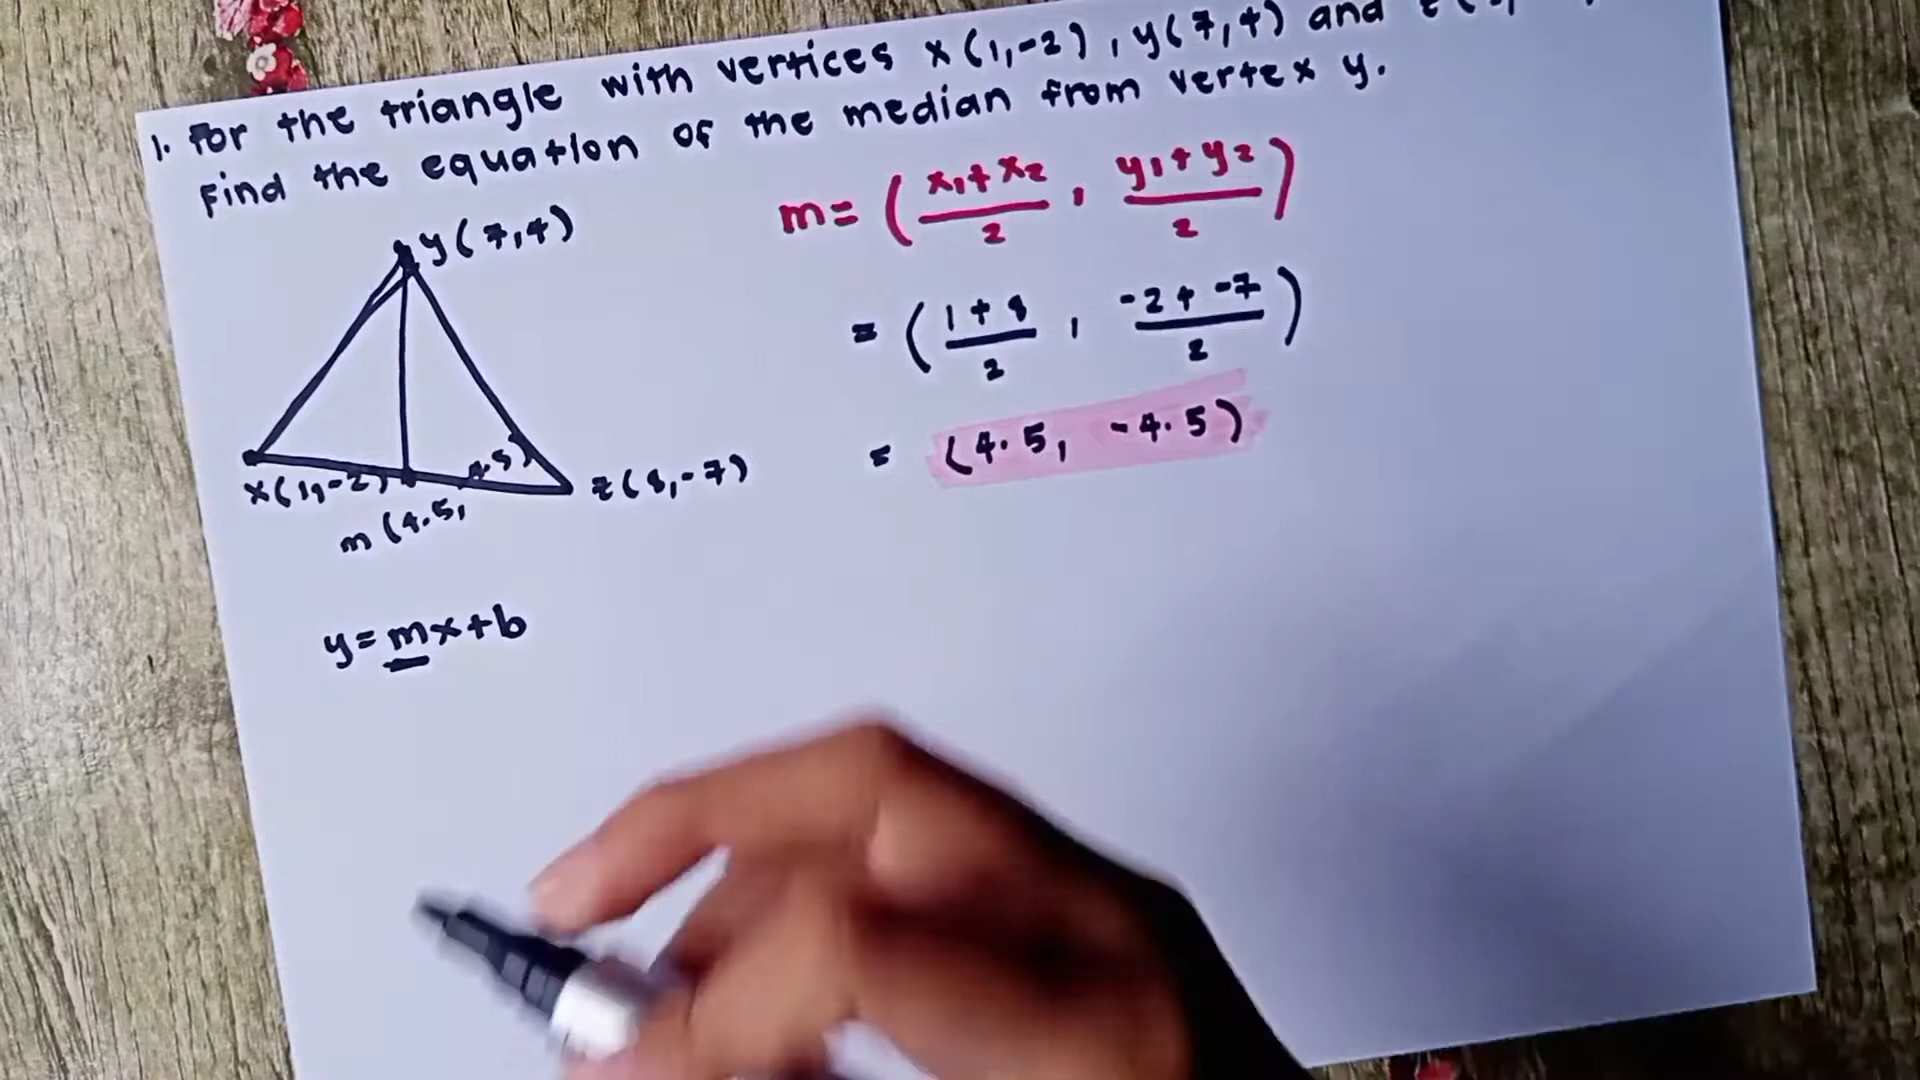 1. For the triangle with vertices x(1,-2), y(7,4) and z(
Find the equation of the median from vertex y.
y(7,4)
x(1,-2)
z(8,-7)
m(4.5, -4.5)
m= (x₁+x₂/2, y₁+y₂/2)
= (1+8/2, -2+-7/2)
= (4.5, -4.5)
y=mx+b